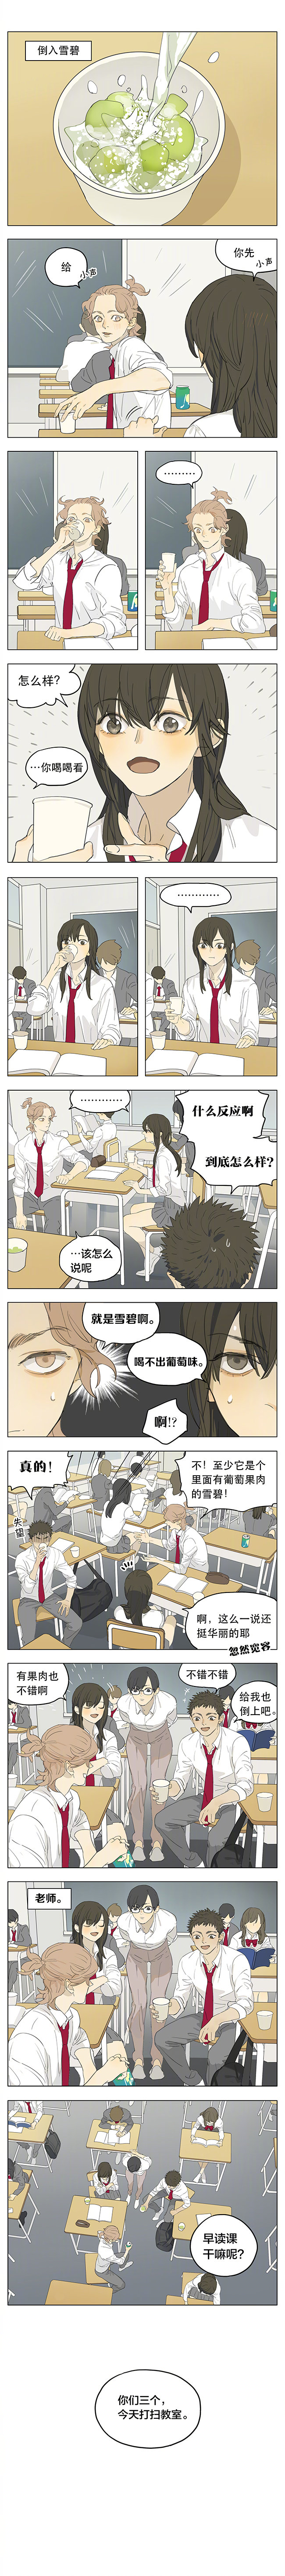 倒入雪碧
给
小声
你先
小声
………
怎么样？
…你喝喝看
…………
…………
什么反应啊
到底怎么样？
…该怎么
说呢
就是雪碧啊。
喝不出葡萄味。
啊!?
真的！
失望
不！至少它是个
里面有葡萄果肉
的雪碧！
啊，这么一说还
挺华丽的耶
忽然宽容
有果肉也
不错啊
不错不错
给我也
倒上吧。
老师。
早读课
干嘛呢？
你们三个，
今天打扫教室。